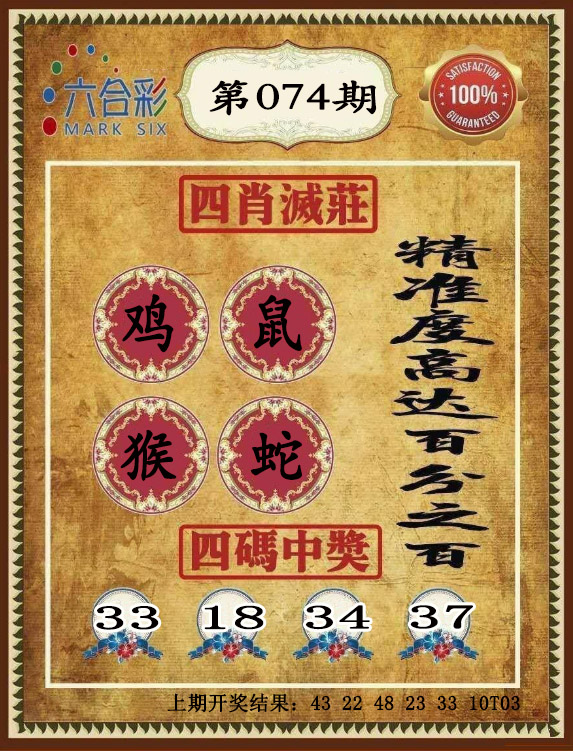 六合彩
MARK SIX
第074期
SATISFACTION
100%
GUARANTEED
四肖滅莊
鸡
鼠
猴
蛇
精准度高达百分之百
四碼中獎
33 18 34 37
上期开奖结果：43 22 48 23 33 10T03